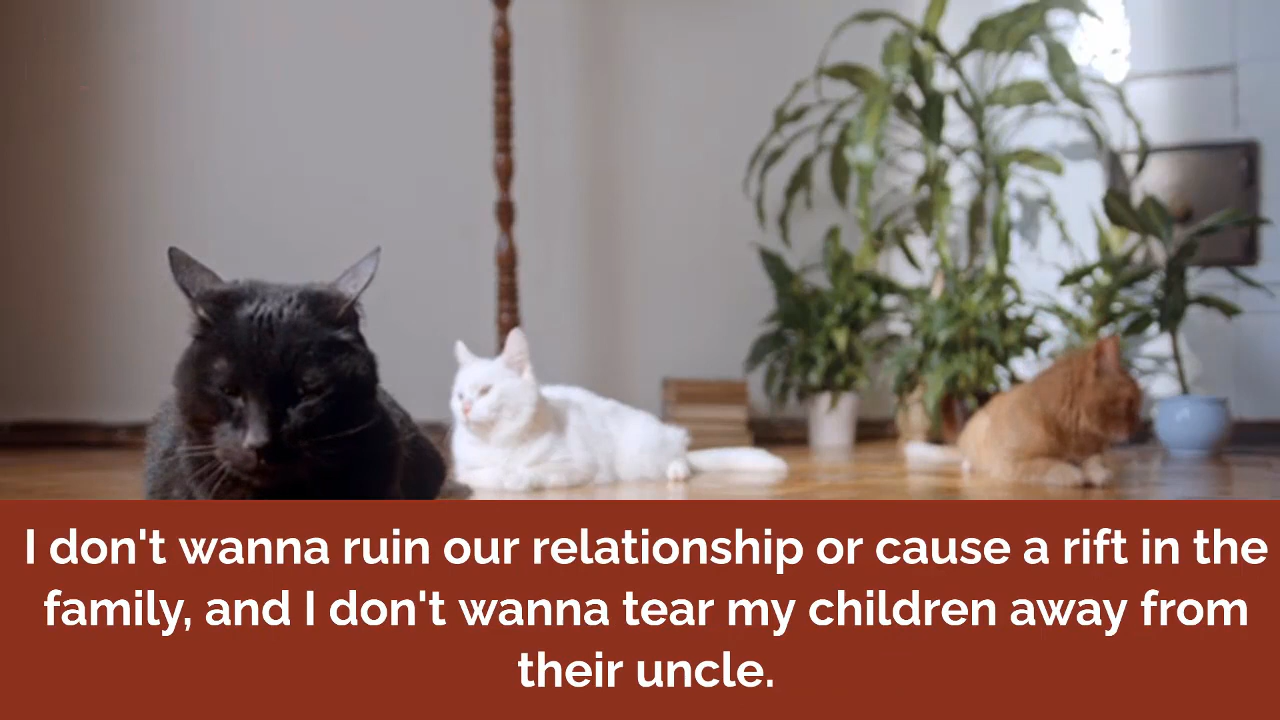 I don't wanna ruin our relationship or cause a rift in the
family, and I don't wanna tear my children away from
their uncle.